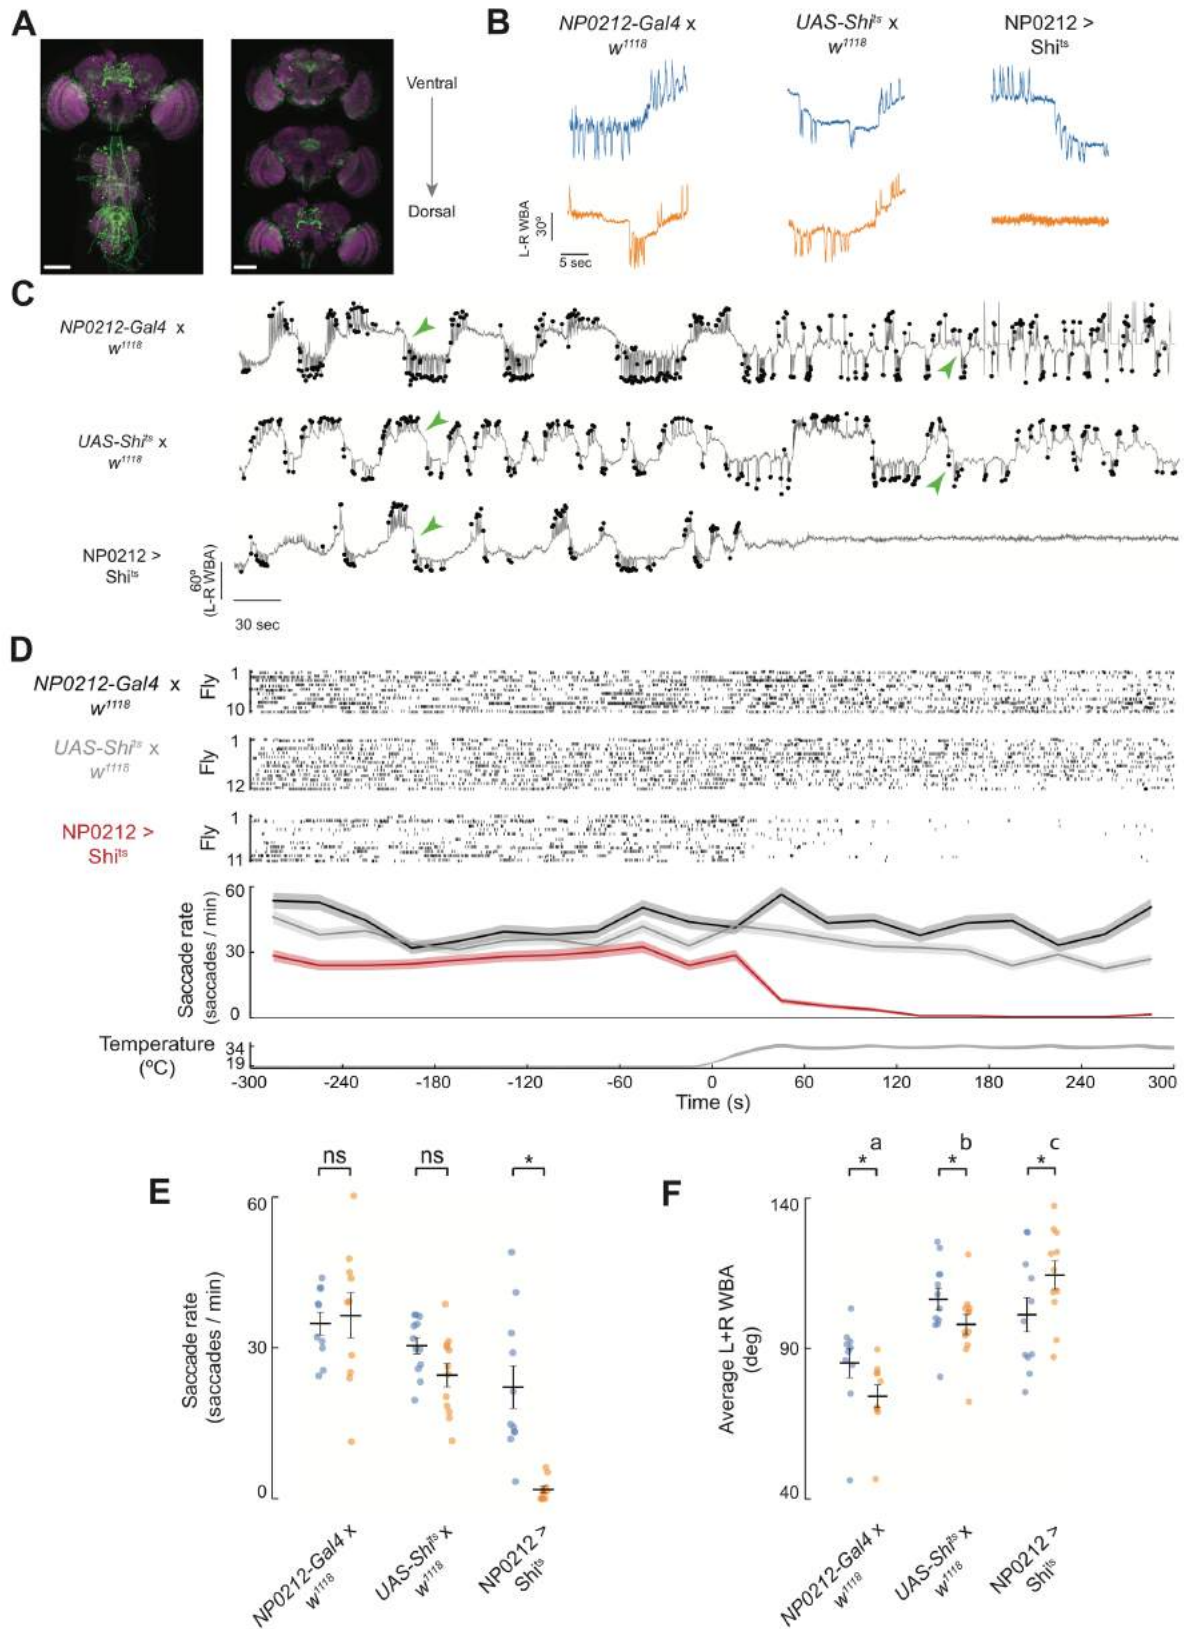 A
B
NP0212-Gal4 x
w1118
UAS-Shits x
w1118
NP0212 >
Shits
Ventral
Dorsal
L-R WBA
30º
5 sec
C
NP0212-Gal4 x
w1118
UAS-Shits x
w1118
NP0212 >
Shits
60º
(L-R WBA)
30 sec
D
NP0212-Gal4 x
w1118
Fly
1
10
UAS-Shits x
w1118
Fly
1
12
NP0212 >
Shits
Fly
1
11
Saccade rate
(saccades / min)
60
30
0
Temperature
(ºC)
34
19
-300 -240 -180 -120 -60 0 60 120 180 240 300
Time (s)
E
ns ns *
60
30
0
Saccade rate
(saccades / min)
NP0212-Gal4 x
w1118
UAS-Shits x
w1118
NP0212 >
Shits
F
a b c
* * *
140
90
40
Average L+R WBA
(deg)
NP0212-Gal4 x
w1118
UAS-Shits x
w1118
NP0212 >
Shits